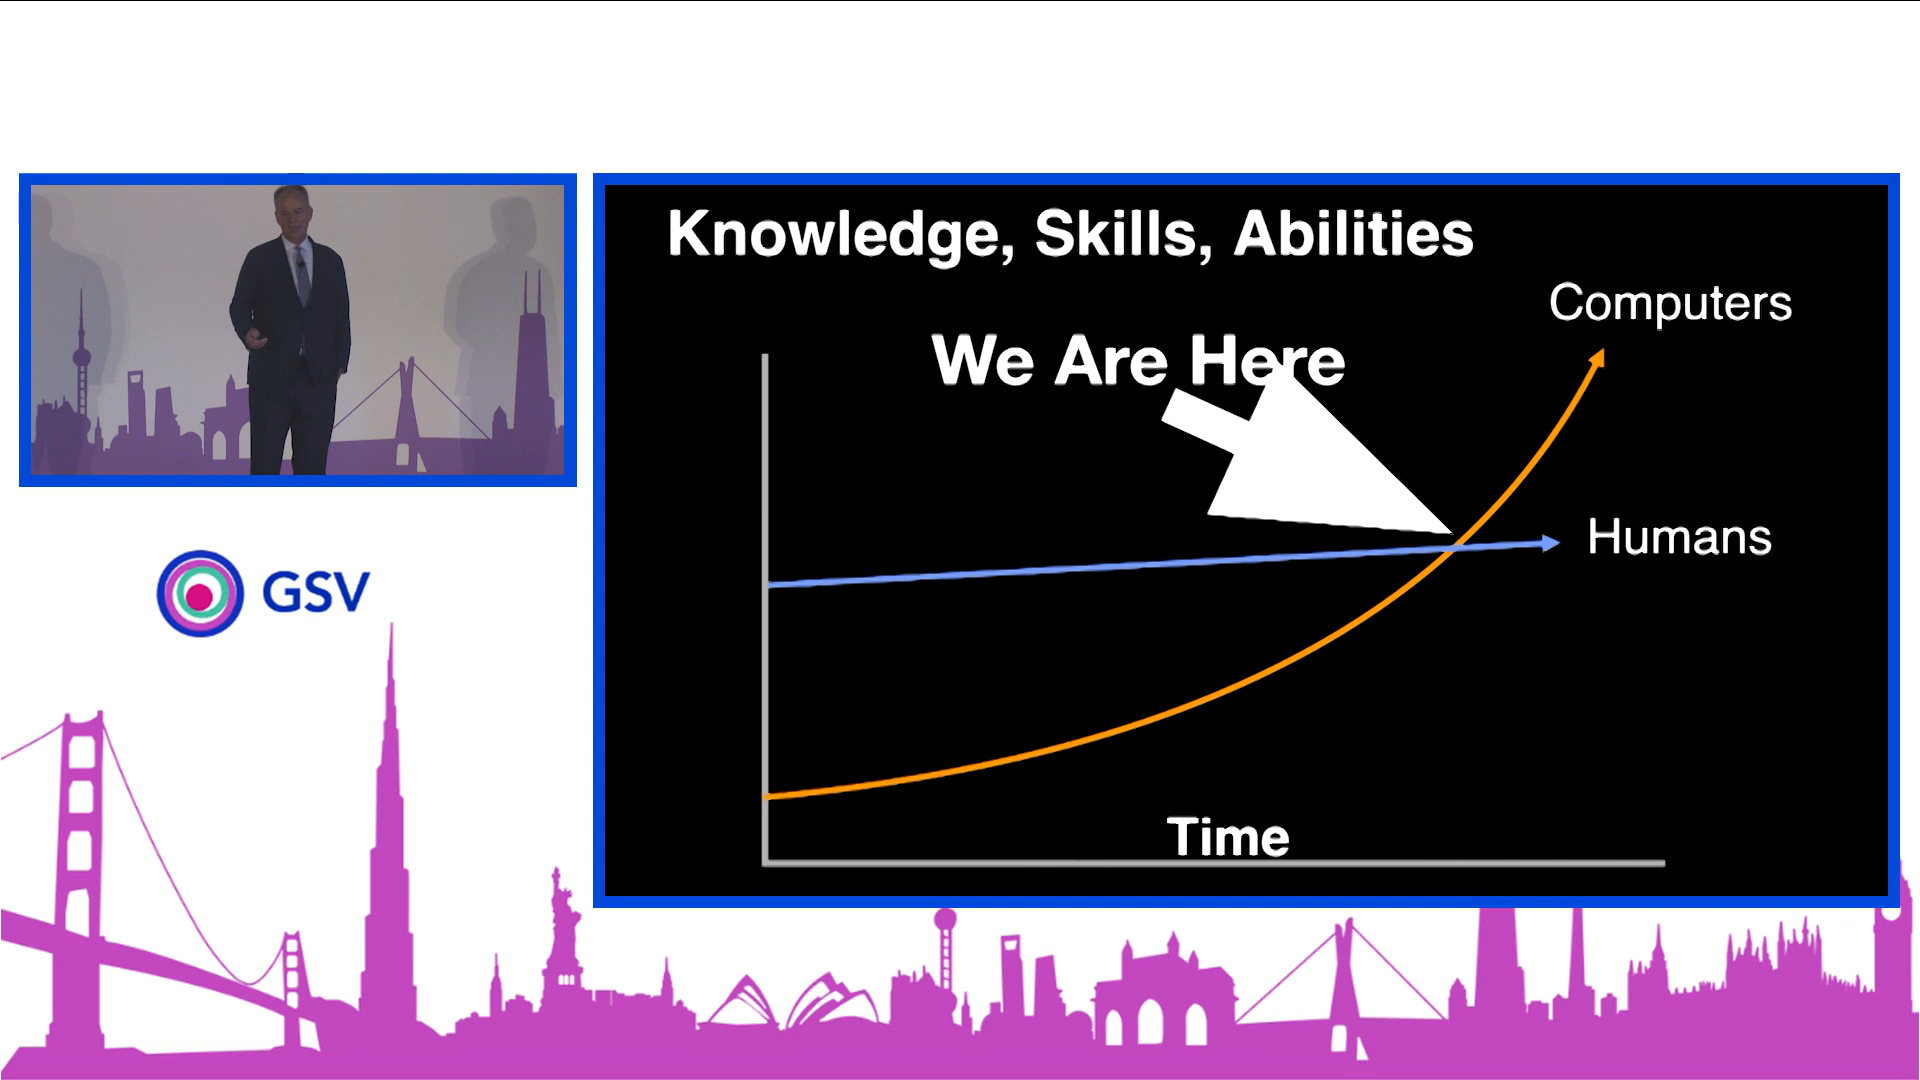 GSV
Knowledge, Skills, Abilities
We Are Here
Computers
Humans
Time